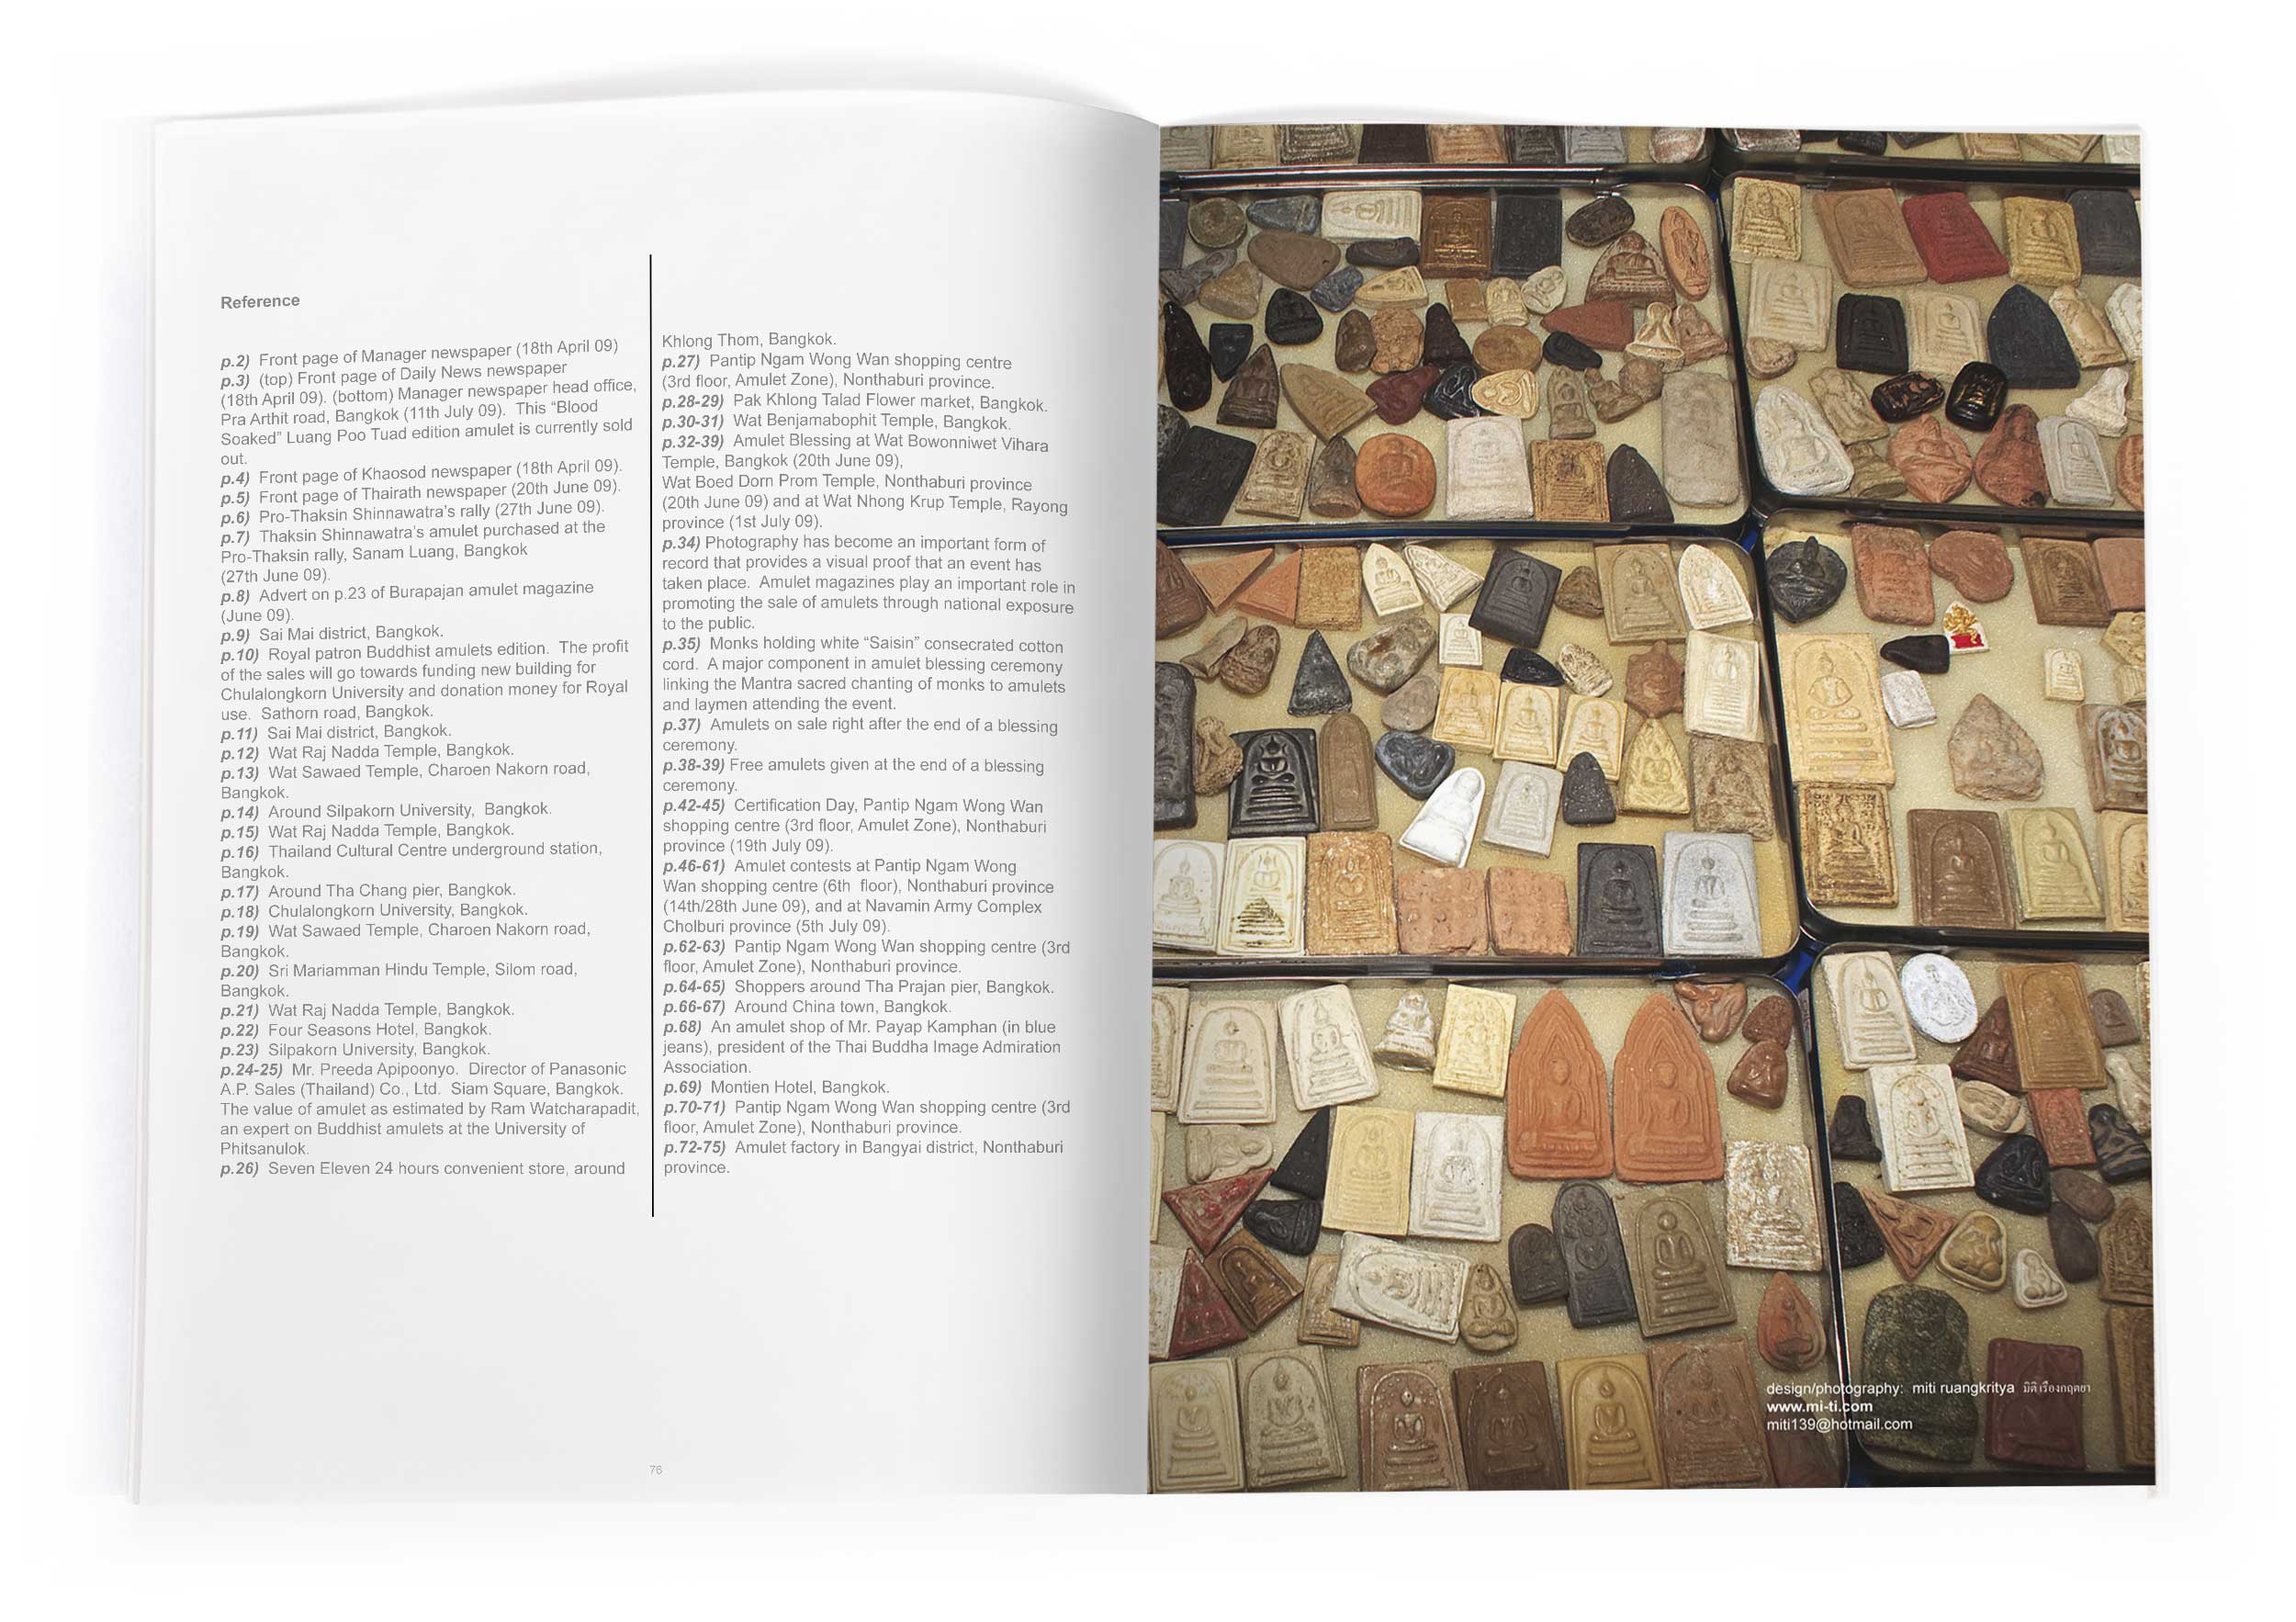 Reference
p.2)  Front page of Manager newspaper (18th April 09)
p.3)  (top) Front page of Daily News newspaper
(18th April 09). (bottom) Manager newspaper head office,
Pra Arthit road, Bangkok (11th July 09).  This “Blood
Soaked” Luang Poo Tuad edition amulet is currently sold
out.
p.4)  Front page of Khaosod newspaper (18th April 09).
p.5)  Front page of Thairath newspaper (20th June 09).
p.6)  Pro-Thaksin Shinnawatra’s rally (27th June 09).
p.7)  Thaksin Shinnawatra’s amulet purchased at the
Pro-Thaksin rally, Sanam Luang, Bangkok
(27th June 09).
p.8)  Advert on p.23 of Burapajan amulet magazine
(June 09).
p.9)  Sai Mai district, Bangkok.
p.10)  Royal patron Buddhist amulets edition.  The profit
of the sales will go towards funding new building for
Chulalongkorn University and donation money for Royal
use.  Sathorn road, Bangkok.
p.11)  Sai Mai district, Bangkok.
p.12)  Wat Raj Nadda Temple, Bangkok.
p.13)  Wat Sawaed Temple, Charoen Nakorn road,
Bangkok.
p.14)  Around Silpakorn University,  Bangkok.
p.15)  Wat Raj Nadda Temple, Bangkok.
p.16)  Thailand Cultural Centre underground station,
Bangkok.
p.17)  Around Tha Chang pier, Bangkok.
p.18)  Chulalongkorn University, Bangkok.
p.19)  Wat Sawaed Temple, Charoen Nakorn road,
Bangkok.
p.20)  Sri Mariamman Hindu Temple, Silom road,
Bangkok.
p.21)  Wat Raj Nadda Temple, Bangkok.
p.22)  Four Seasons Hotel, Bangkok.
p.23)  Silpakorn University, Bangkok.
p.24-25)  Mr. Preeda Apipoonyo.  Director of Panasonic
A.P. Sales (Thailand) Co., Ltd.  Siam Square, Bangkok.
The value of amulet as estimated by Ram Watcharapadit,
an expert on Buddhist amulets at the University of
Phitsanulok.
p.26)  Seven Eleven 24 hours convenient store, around
Khlong Thom, Bangkok.
p.27)  Pantip Ngam Wong Wan shopping centre
(3rd floor, Amulet Zone), Nonthaburi province.
p.28-29)  Pak Khlong Talad Flower market, Bangkok.
p.30-31)  Wat Benjamabophit Temple, Bangkok.
p.32-39)  Amulet Blessing at Wat Bowonniwet Vihara
Temple, Bangkok (20th June 09),
Wat Boed Dorn Prom Temple, Nonthaburi province
(20th June 09) and at Wat Nhong Krup Temple, Rayong
province (1st July 09).
p.34) Photography has become an important form of
record that provides a visual proof that an event has
taken place.  Amulet magazines play an important role in
promoting the sale of amulets through national exposure
to the public.
p.35)  Monks holding white “Saisin” consecrated cotton
cord.  A major component in amulet blessing ceremony
linking the Mantra sacred chanting of monks to amulets
and laymen attending the event.
p.37)  Amulets on sale right after the end of a blessing
ceremony.
p.38-39) Free amulets given at the end of a blessing
ceremony.
p.42-45)  Certification Day, Pantip Ngam Wong Wan
shopping centre (3rd floor, Amulet Zone), Nonthaburi
province (19th July 09).
p.46-61)  Amulet contests at Pantip Ngam Wong
Wan shopping centre (6th  floor), Nonthaburi province
(14th/28th June 09), and at Navamin Army Complex
Cholburi province (5th July 09).
p.62-63)  Pantip Ngam Wong Wan shopping centre (3rd
floor, Amulet Zone), Nonthaburi province.
p.64-65)  Shoppers around Tha Prajan pier, Bangkok.
p.66-67)  Around China town, Bangkok.
p.68)  An amulet shop of Mr. Payap Kamphan (in blue
jeans), president of the Thai Buddha Image Admiration
Association.
p.69)  Montien Hotel, Bangkok.
p.70-71)  Pantip Ngam Wong Wan shopping centre (3rd
floor, Amulet Zone), Nonthaburi province.
p.72-75)  Amulet factory in Bangyai district, Nonthaburi
province.
76
design/photography:  miti ruangkritya  มิติ เรืองกฤตยา
www.mi-ti.com
miti139@hotmail.com